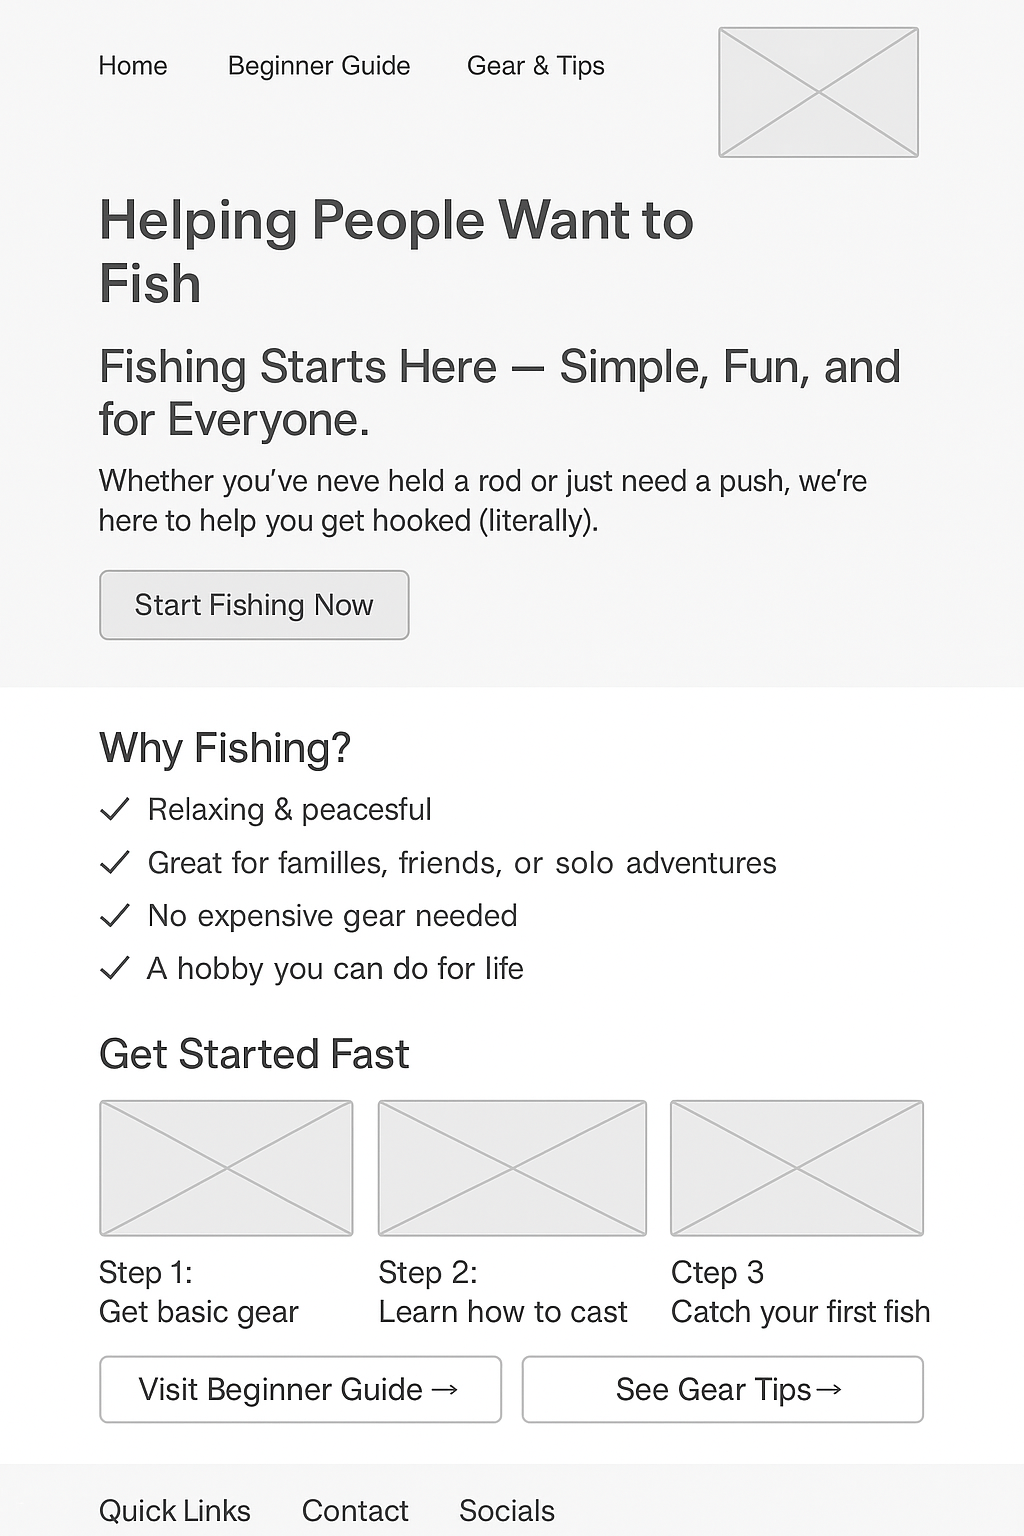 Home Beginner Guide Gear & Tips
Helping People Want to
Fish
Fishing Starts Here — Simple, Fun, and
for Everyone.
Whether you’ve neve held a rod or just need a push, we’re
here to help you get hooked (literally).
Start Fishing Now
Why Fishing?
✓ Relaxing & peacesful
✓ Great for familles, friends, or solo adventures
✓ No expensive gear needed
✓ A hobby you can do for life
Get Started Fast
Step 1:
Get basic gear
Step 2:
Learn how to cast
Ctep 3
Catch your first fish
Visit Beginner Guide →
See Gear Tips →
Quick Links Contact Socials